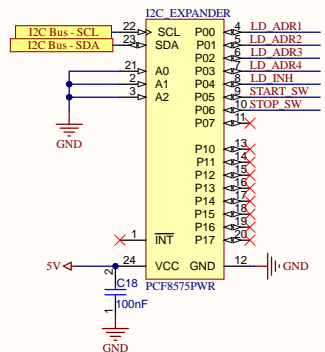 I2C_EXPANDER
I2C Bus - SCL 22 SCL P00 4 LD_ADR1
I2C Bus - SDA 23 SDA P01 5 LD_ADR2
P02 6 LD_ADR3
21 A0 P03 7 LD_ADR4
2 A1 P04 8 LD_INH
3 A2 P05 9 START_SW
P06 10 STOP_SW
P07 11
GND
P10 13
P11 14
P12 15
P13 16
P14 17
P15 18
P16 19
1 INT P17 20
5V 24 VCC GND 12 GND
PCF8575PWR
2
C18
100nF
1
GND